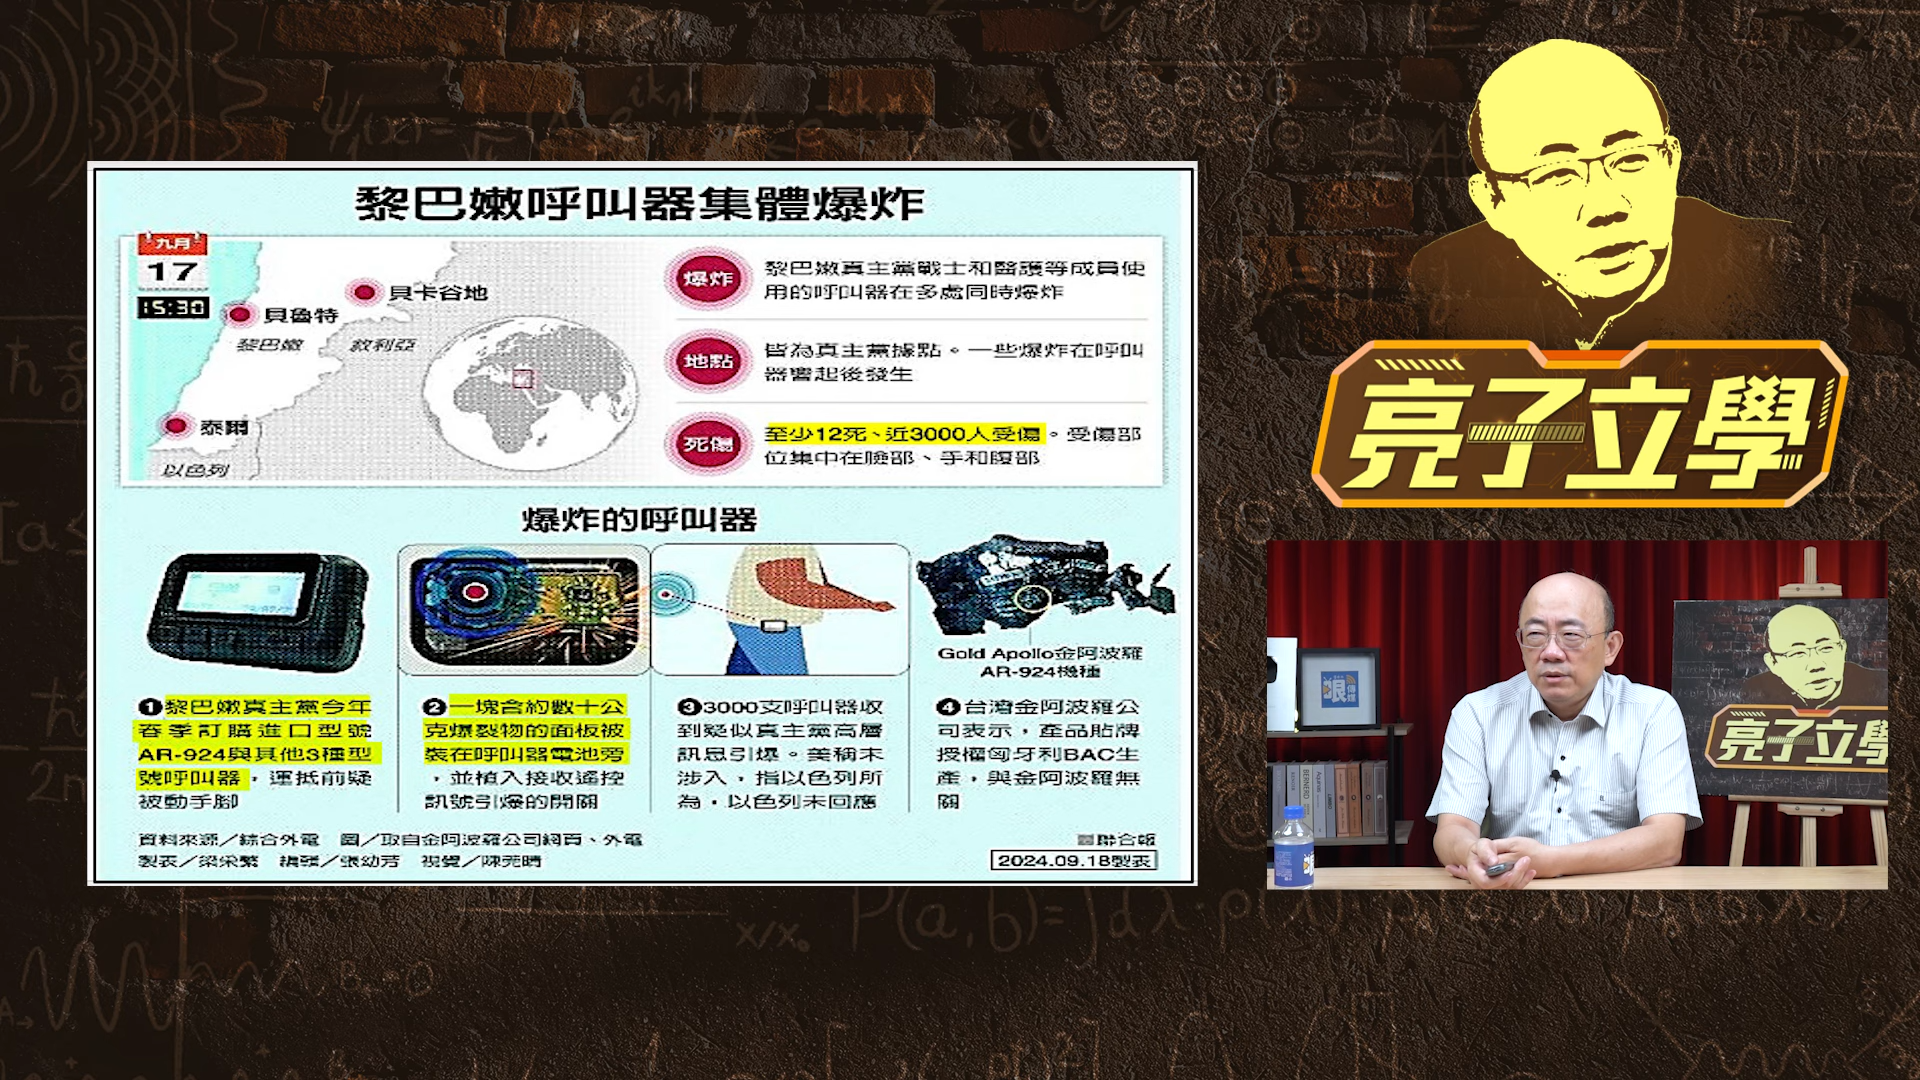 黎巴嫩呼叫器集體爆炸
九月
17
15:30
貝卡谷地
貝魯特
黎巴嫩
敘利亞
泰爾
以色列
爆炸
黎巴嫩真主黨戰士和醫護等成員使
用的呼叫器在多處同時爆炸
地點
皆為真主黨據點。一些爆炸在呼叫
器響起後發生
死傷
至少12死、近3000人受傷。受傷部
位集中在臉部、手和腹部
爆炸的呼叫器
Gold Apollo金阿波羅
AR-924機種
❶黎巴嫩真主黨今年
春季訂購進口型號
AR-924與其他3種型
號呼叫器，運抵前疑
被動手腳
❷一塊含約數十公
克爆裂物的面板被
裝在呼叫器電池旁
，並植入接收遙控
訊號引爆的開關
❸3000支呼叫器收
到疑似真主黨高層
訊息引爆。美稱未
涉入，指以色列所
為，以色列未回應
❹台灣金阿波羅公
司表示，產品貼牌
授權匈牙利BAC生
產，與金阿波羅無
關
資料來源／綜合外電 圖／取自金阿波羅公司網頁、外電
製表／梁采蘩 編輯／張幼芳 視覺／陳
聯合報
2024.09.18製表
亮了立學
眼
傳媒
亮了立學